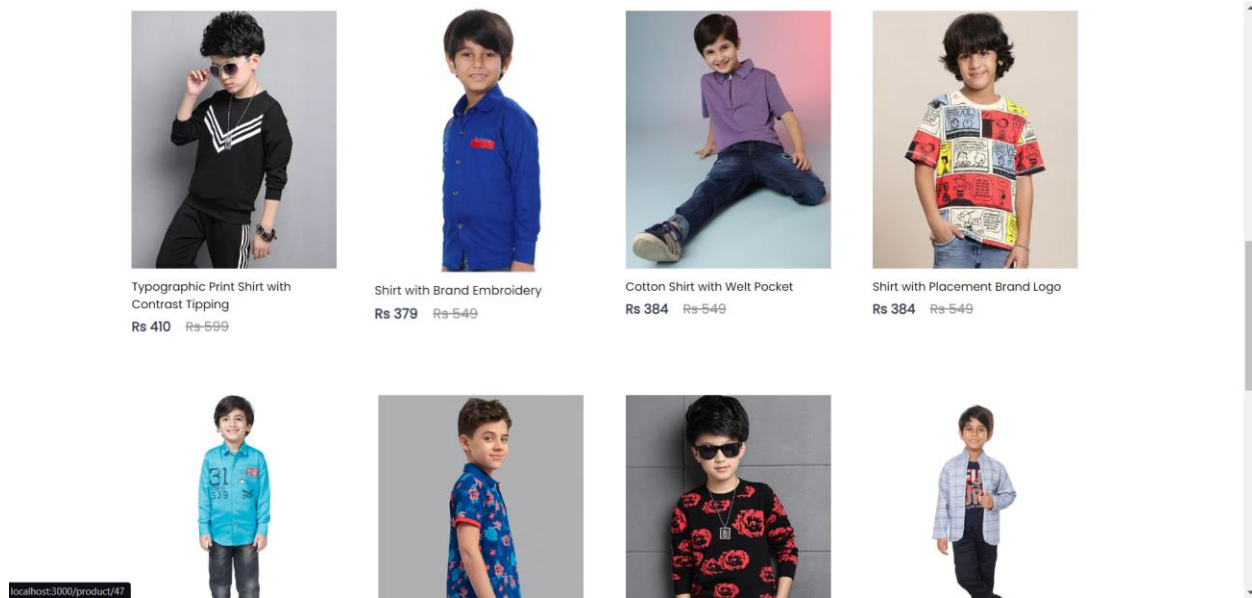 Typographic Print Shirt with
Contrast Tipping
Rs 410 Rs 599
Shirt with Brand Embroidery
Rs 379 Rs 549
Cotton Shirt with Welt Pocket
Rs 384 Rs 549
Shirt with Placement Brand Logo
Rs 384 Rs 549
31
localhost:3000/product/47